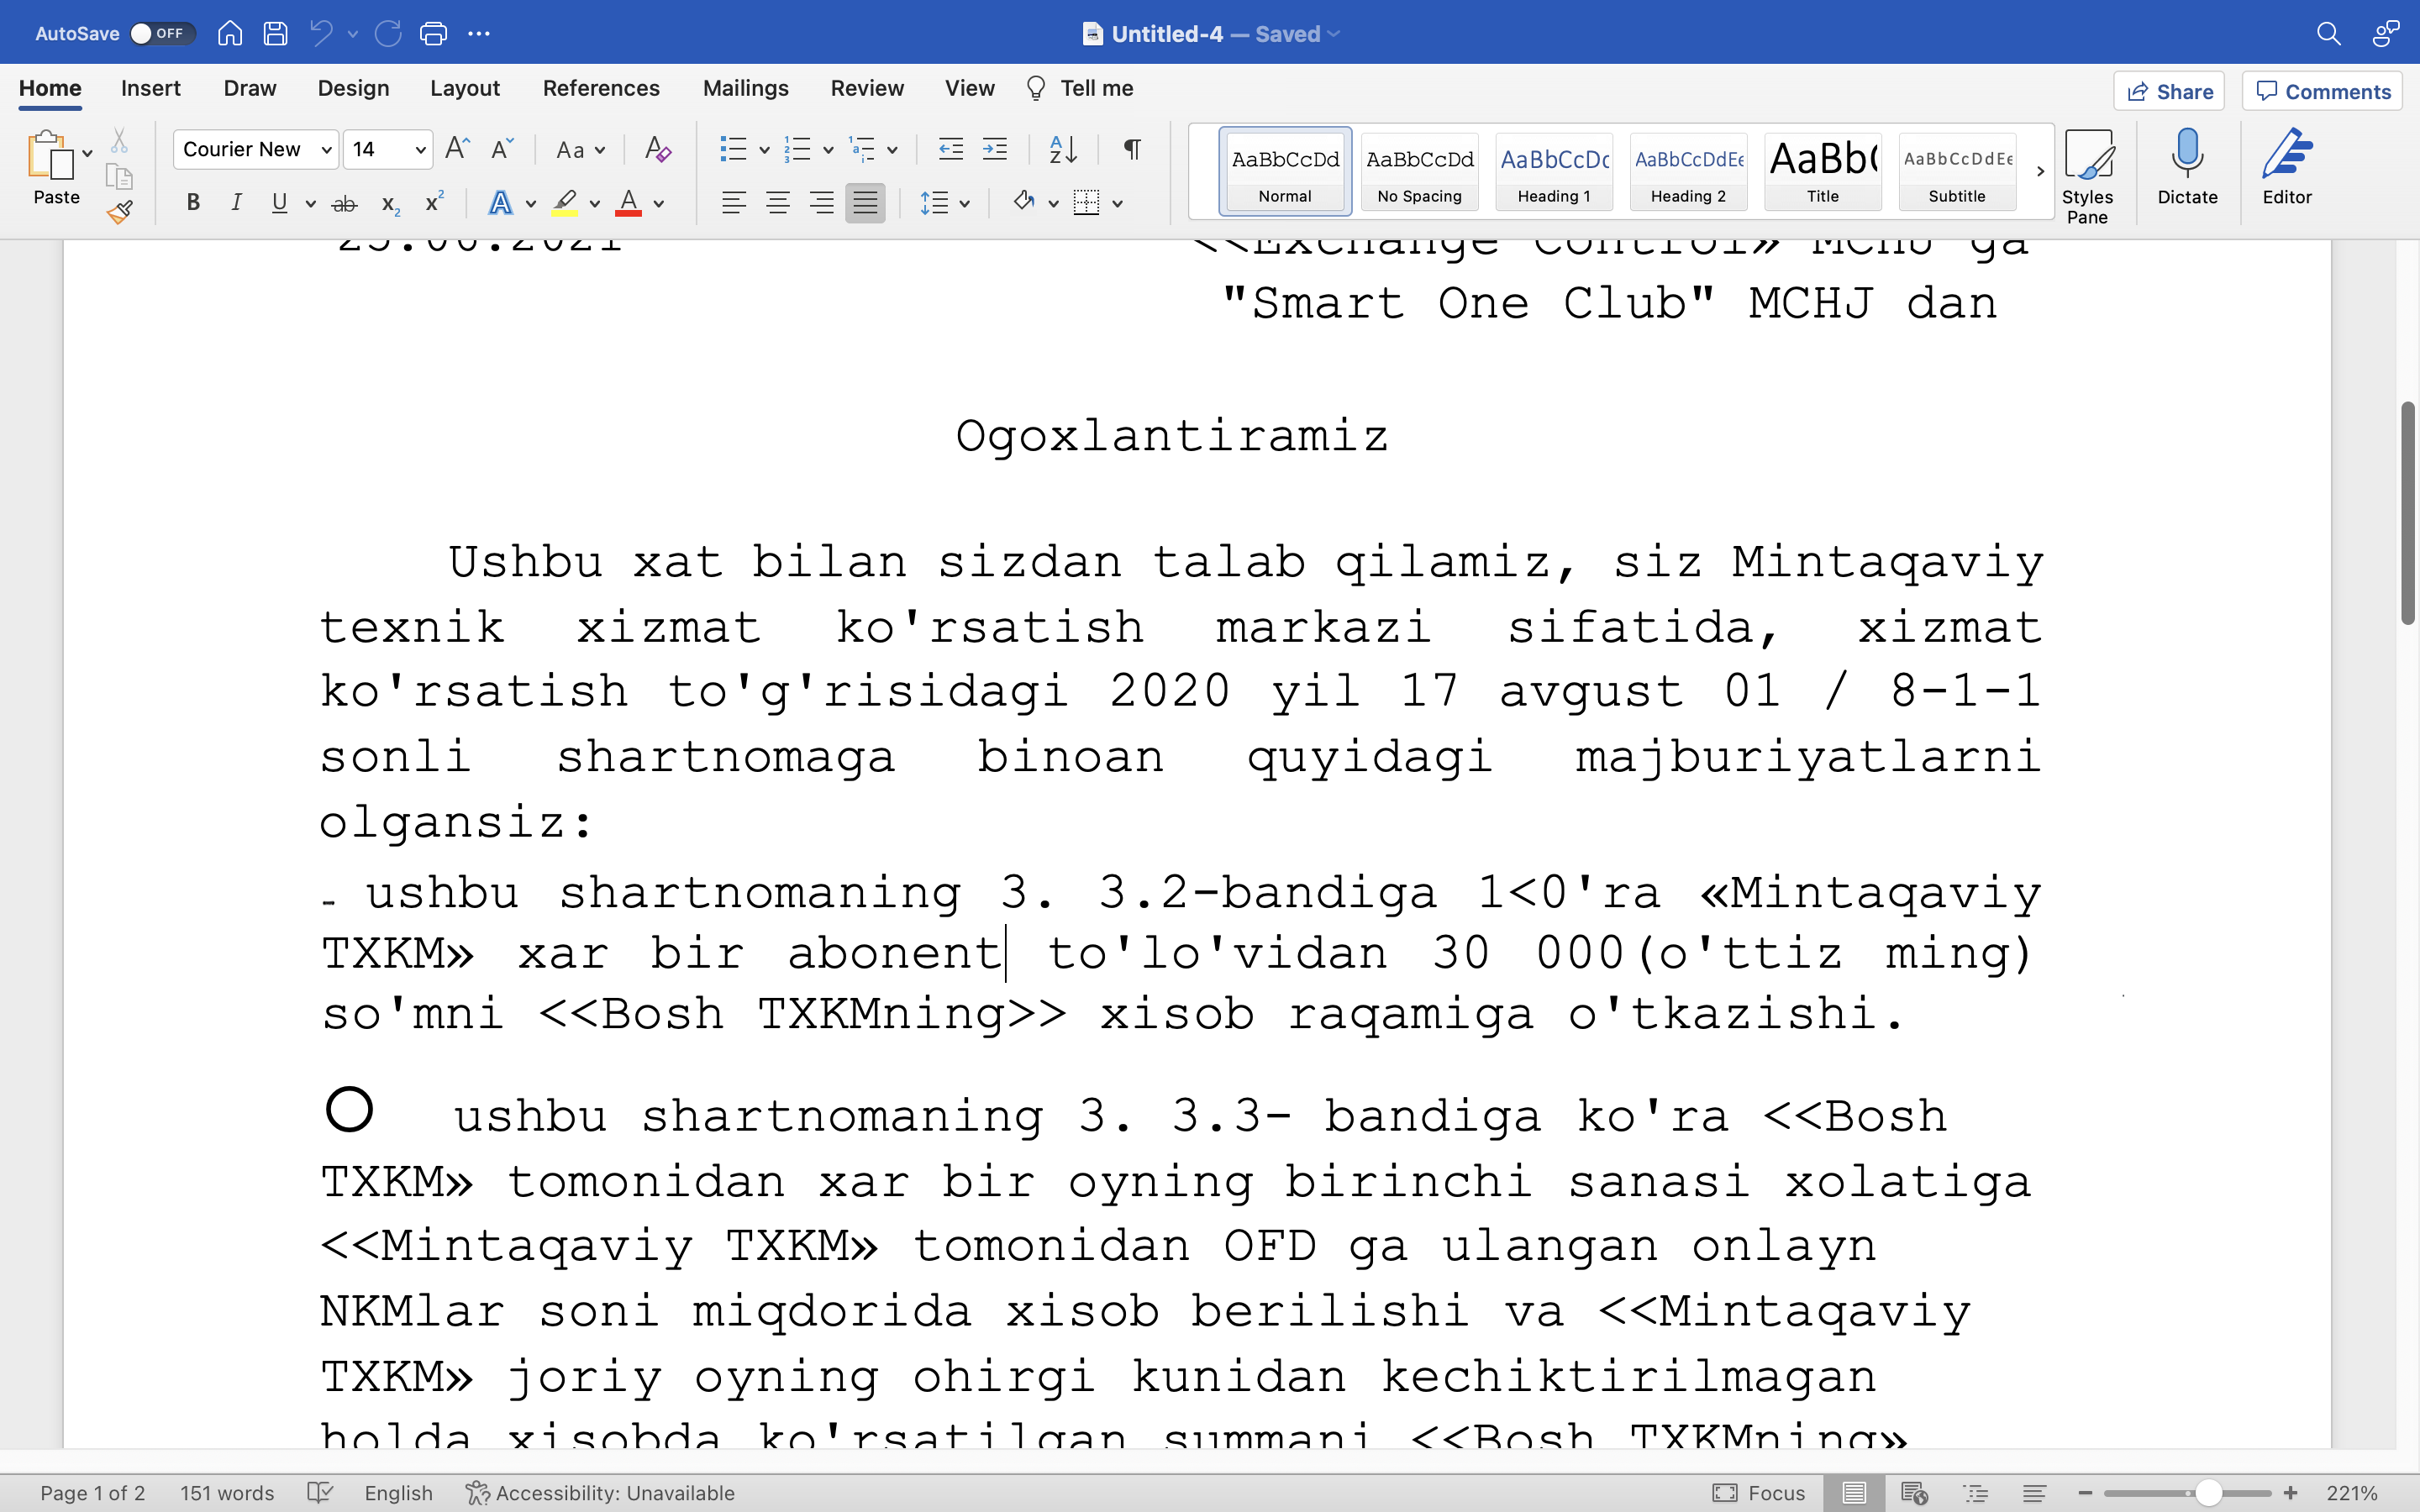 AutoSave OFF Untitled-4 — Saved
Home Insert Draw Design Layout References Mailings Review View Tell me Share Comments
Paste Courier New 14 Aa
AaBbCcDd AaBbCcDd AaBbCcDc AaBbCcDdEe AaBb( AaBbCcDdEe
Normal No Spacing Heading 1 Heading 2 Title Subtitle Styles Pane Dictate Editor
25.06.2021 <<Exchange Control» MCHJ ga
"Smart One Club" MCHJ dan
Ogoxlantiramiz
Ushbu xat bilan sizdan talab qilamiz, siz Mintaqaviy
texnik xizmat ko'rsatish markazi sifatida, xizmat
ko'rsatish to'g'risidagi 2020 yil 17 avgust 01 / 8-1-1
sonli shartnomaga binoan quyidagi majburiyatlarni
olgansiz:
- ushbu shartnomaning 3. 3.2-bandiga 1<0'ra «Mintaqaviy
TXKM» xar bir abonent to'lo'vidan 30 000(o'ttiz ming)
so'mni <<Bosh TXKMning>> xisob raqamiga o'tkazishi.
O ushbu shartnomaning 3. 3.3- bandiga ko'ra <<Bosh
TXKM» tomonidan xar bir oyning birinchi sanasi xolatiga
<<Mintaqaviy TXKM» tomonidan OFD ga ulangan onlayn
NKMlar soni miqdorida xisob berilishi va <<Mintaqaviy
TXKM» joriy oyning ohirgi kunidan kechiktirilmagan
holda xisobda ko'rsatilgan summani <<Bosh TXKMning»
Page 1 of 2 151 words English Accessibility: Unavailable Focus 221%